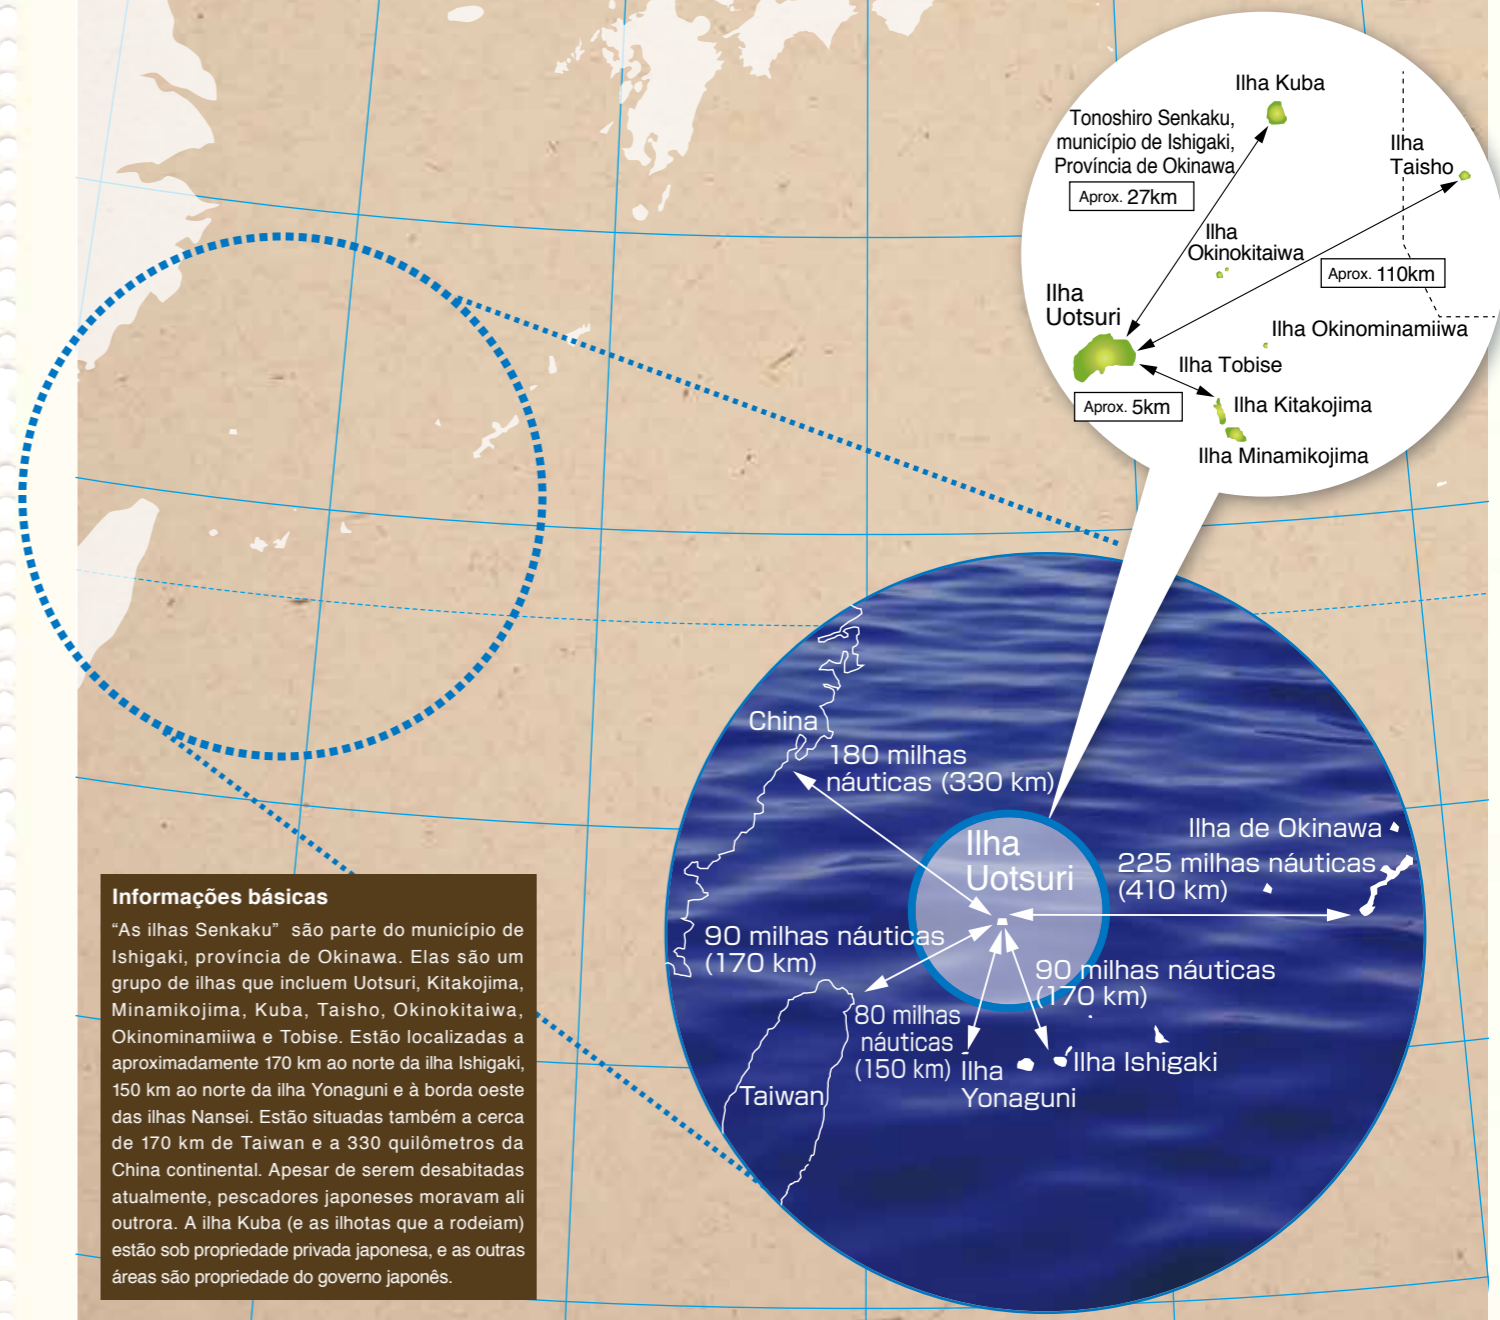 Ilha Kuba
Tonoshiro Senkaku,
município de Ishigaki,
Província de Okinawa
Aprox. 27km
Ilha
Taisho
Ilha
Okinokitaiwa
Aprox. 110km
Ilha
Uotsuri
Ilha Okinominamiiwa
Ilha Tobise
Aprox. 5km
Ilha Kitakojima
Ilha Minamikojima
China
180 milhas
náuticas (330 km)
Ilha
Uotsuri
Ilha de Okinawa
225 milhas náuticas
(410 km)
90 milhas náuticas
(170 km)
90 milhas náuticas
(170 km)
80 milhas
náuticas
(150 km)
Ilha
Yonaguni
Ilha Ishigaki
Taiwan
Informações básicas
“As ilhas Senkaku” são parte do município de
Ishigaki, província de Okinawa. Elas são um
grupo de ilhas que incluem Uotsuri, Kitakojima,
Minamikojima, Kuba, Taisho, Okinokitaiwa,
Okinominamiiwa e Tobise. Estão localizadas a
aproximadamente 170 km ao norte da ilha Ishigaki,
150 km ao norte da ilha Yonaguni e à borda oeste
das ilhas Nansei. Estão situadas também a cerca
de 170 km de Taiwan e a 330 quilômetros da
China continental. Apesar de serem desabitadas
atualmente, pescadores japoneses moravam ali
outrora. A ilha Kuba (e as ilhotas que a rodeiam)
estão sob propriedade privada japonesa, e as outras
áreas são propriedade do governo japonês.